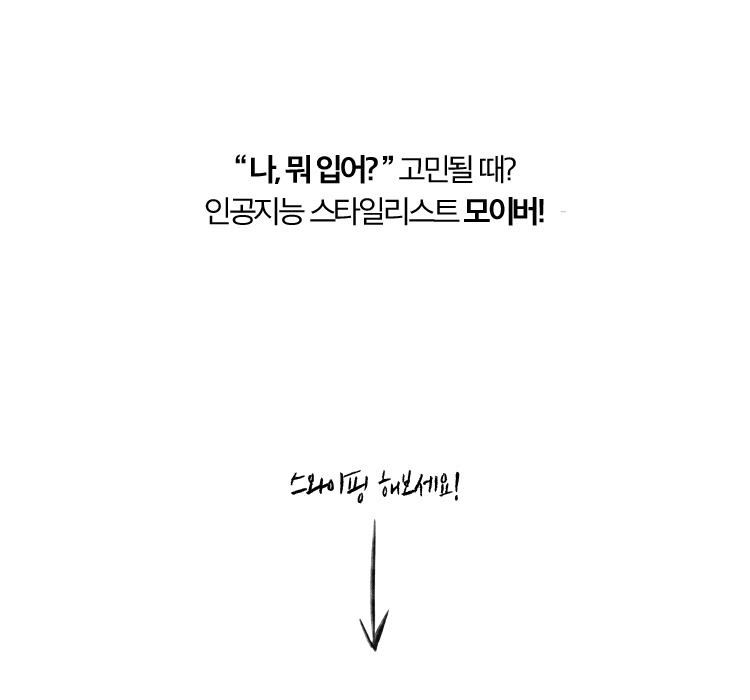 “나, 뭐 입어?” 고민될 때?
인공지능 스타일리스트 모이버!
스와이핑 해보세요!